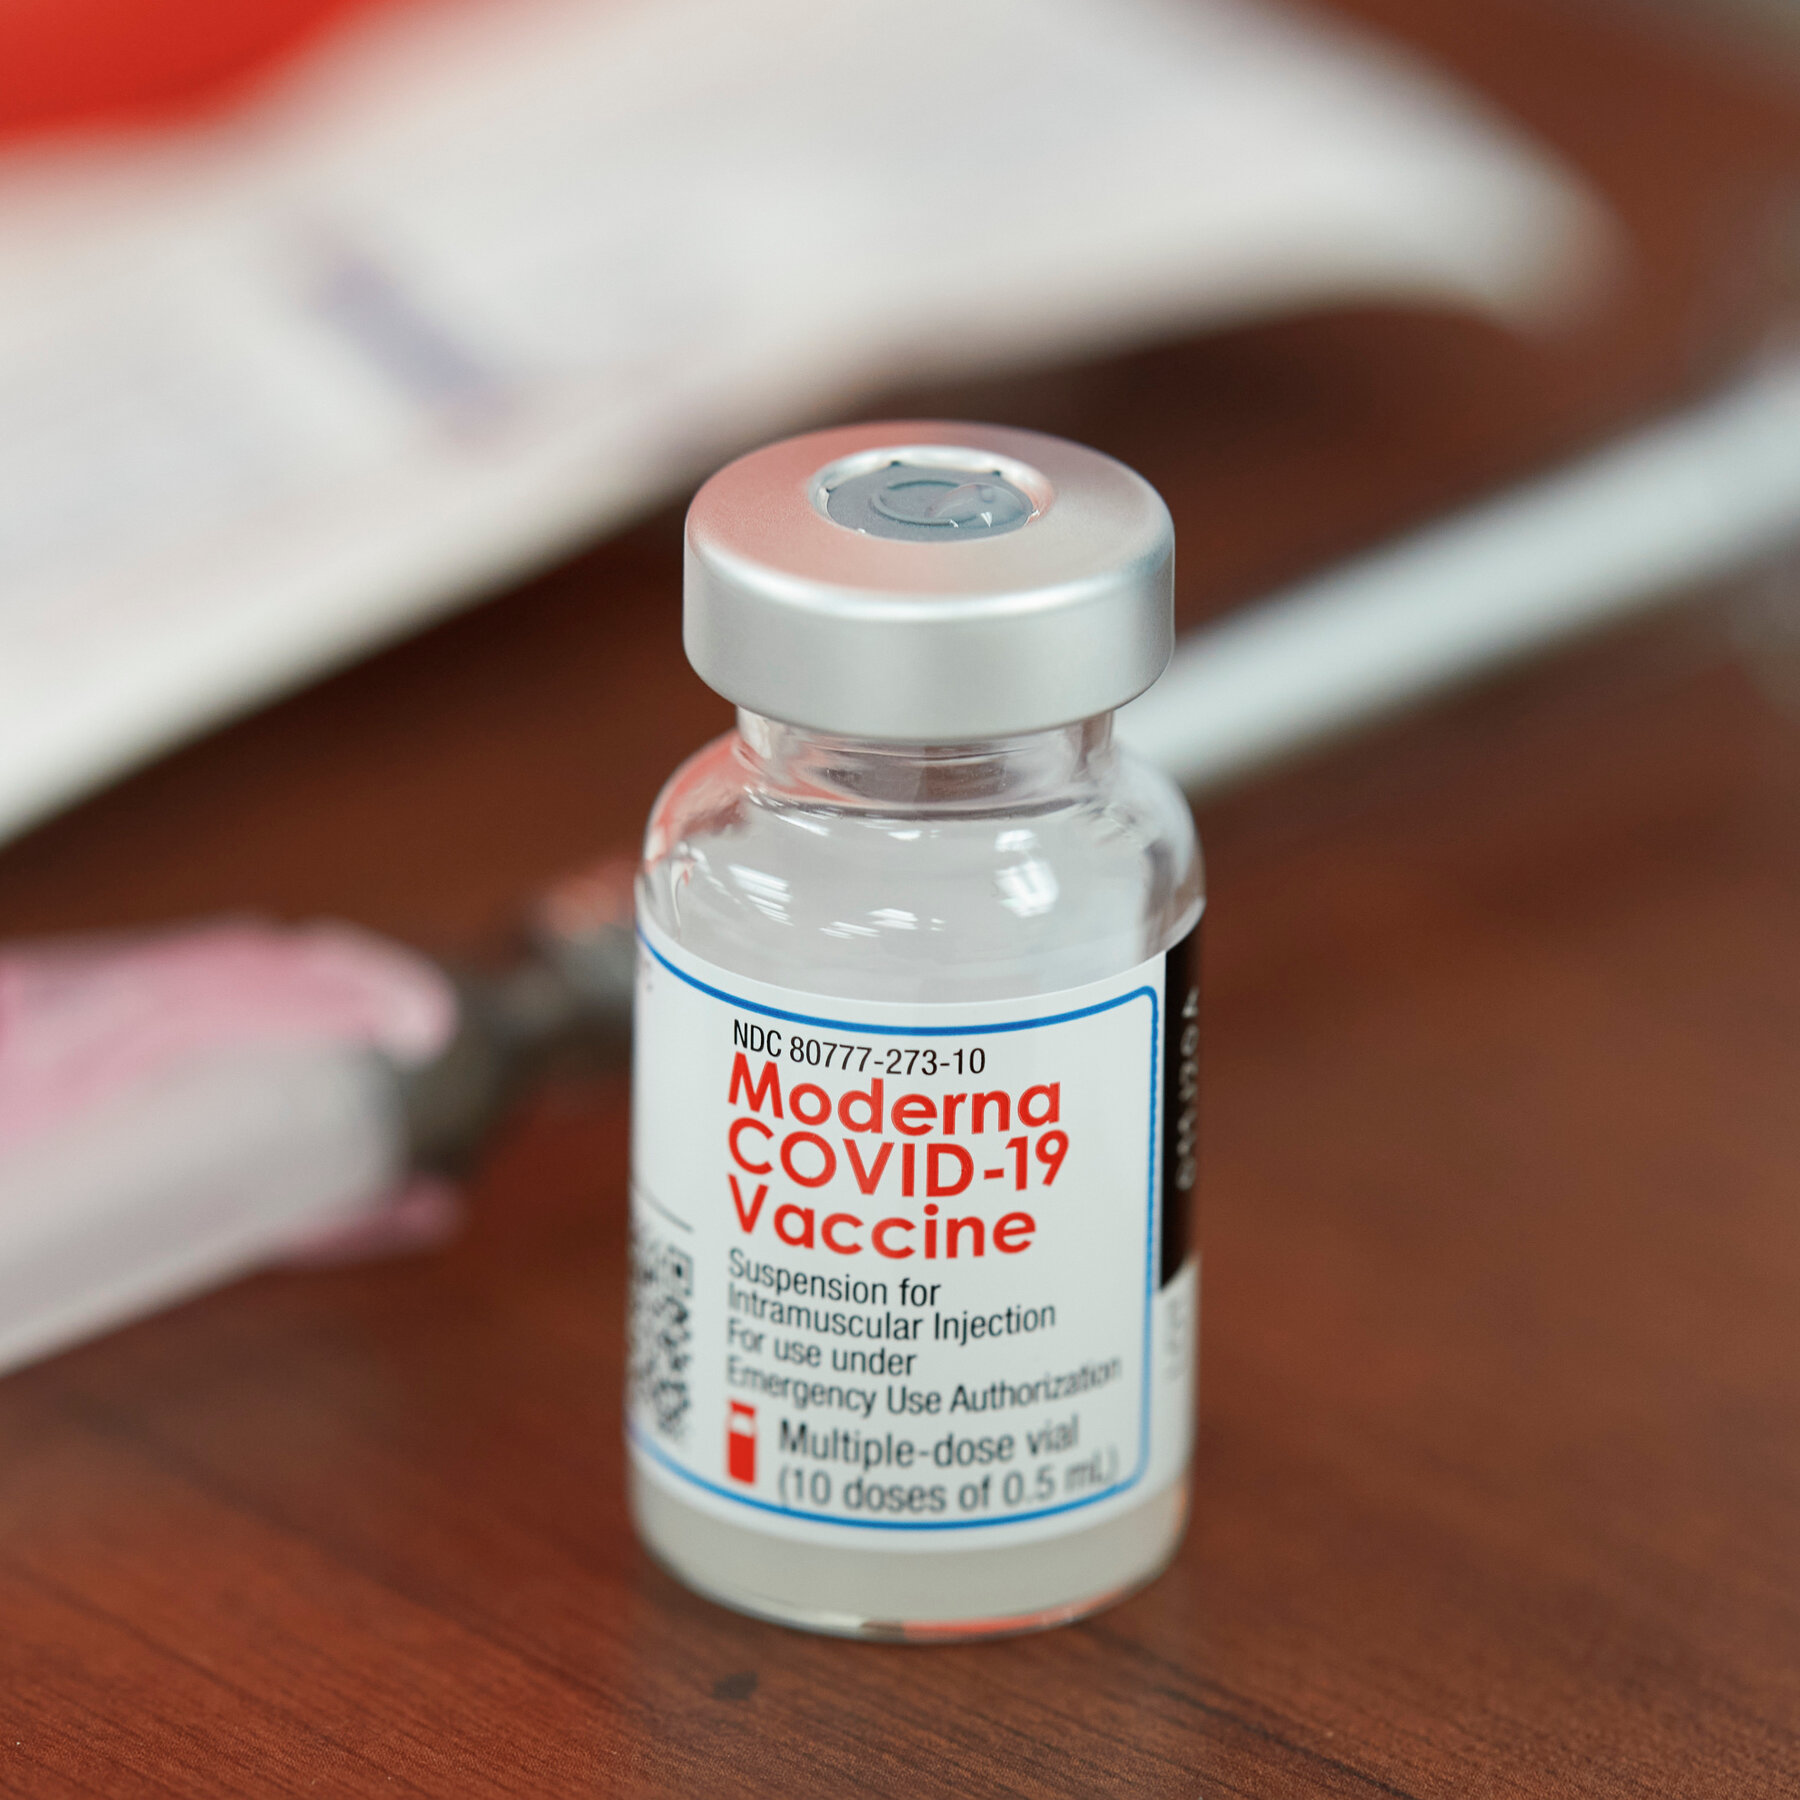 NDC 80777-273-10
Moderna
COVID-19
Vaccine
Suspension for
Intramuscular Injection
For use under
Emergency Use Authorization
Multiple-dose vial
(10 doses of 0.5 mL)